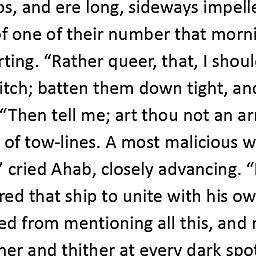 os, and ere long, sideways impelle
of one of their number that morni
rting. “Rather queer, that, I shoul
itch; batten them down tight, and
“Then tell me; art thou not an ar
of tow-lines. A most malicious w
” cried Ahab, closely advancing. “
red that ship to unite with his ow
ed from mentioning all this, and
her and thither at every dark spot